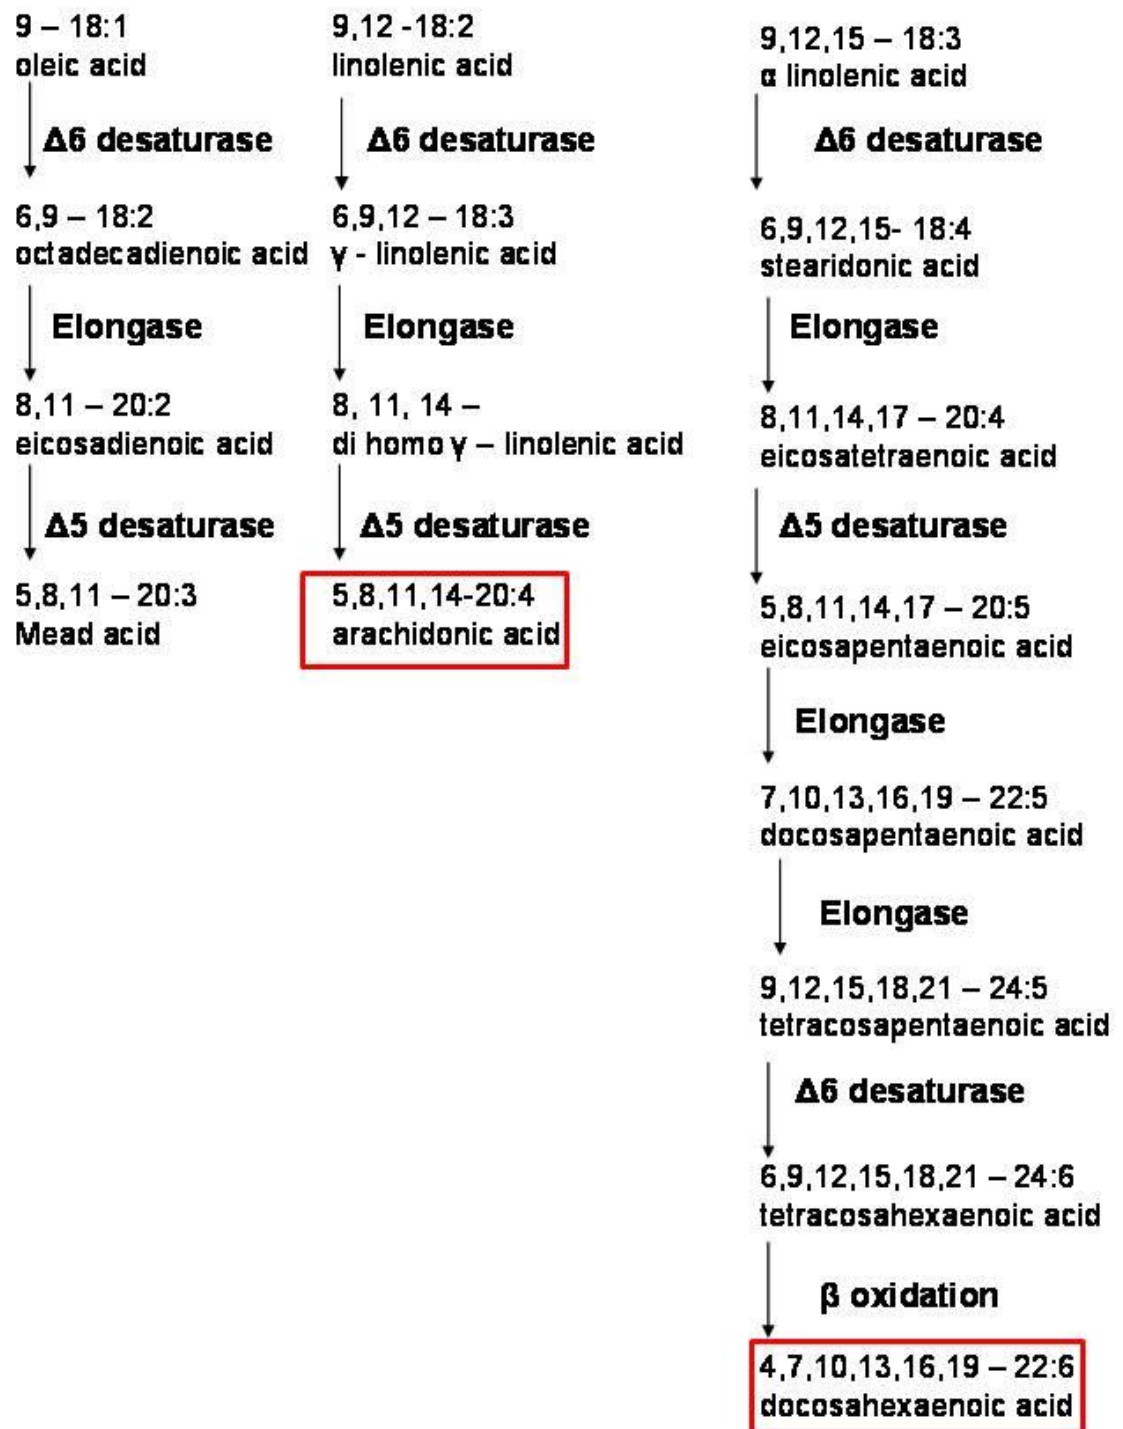 9 – 18:1
oleic acid
Δ6 desaturase
6,9 – 18:2
octadecadienoic acid
Elongase
8,11 – 20:2
eicosadienoic acid
Δ5 desaturase
5,8,11 – 20:3
Mead acid
9,12 -18:2
linolenic acid
Δ6 desaturase
6,9,12 – 18:3
γ - linolenic acid
Elongase
8, 11, 14 –
di homo γ – linolenic acid
Δ5 desaturase
5,8,11,14-20:4
arachidonic acid
9,12,15 – 18:3
α linolenic acid
Δ6 desaturase
6,9,12,15- 18:4
stearidonic acid
Elongase
8,11,14,17 – 20:4
eicosatetraenoic acid
Δ5 desaturase
5,8,11,14,17 – 20:5
eicosapentaenoic acid
Elongase
7,10,13,16,19 – 22:5
docosapentaenoic acid
Elongase
9,12,15,18,21 – 24:5
tetracosapentaenoic acid
Δ6 desaturase
6,9,12,15,18,21 – 24:6
tetracosahexaenoic acid
β oxidation
4,7,10,13,16,19 – 22:6
docosahexaenoic acid